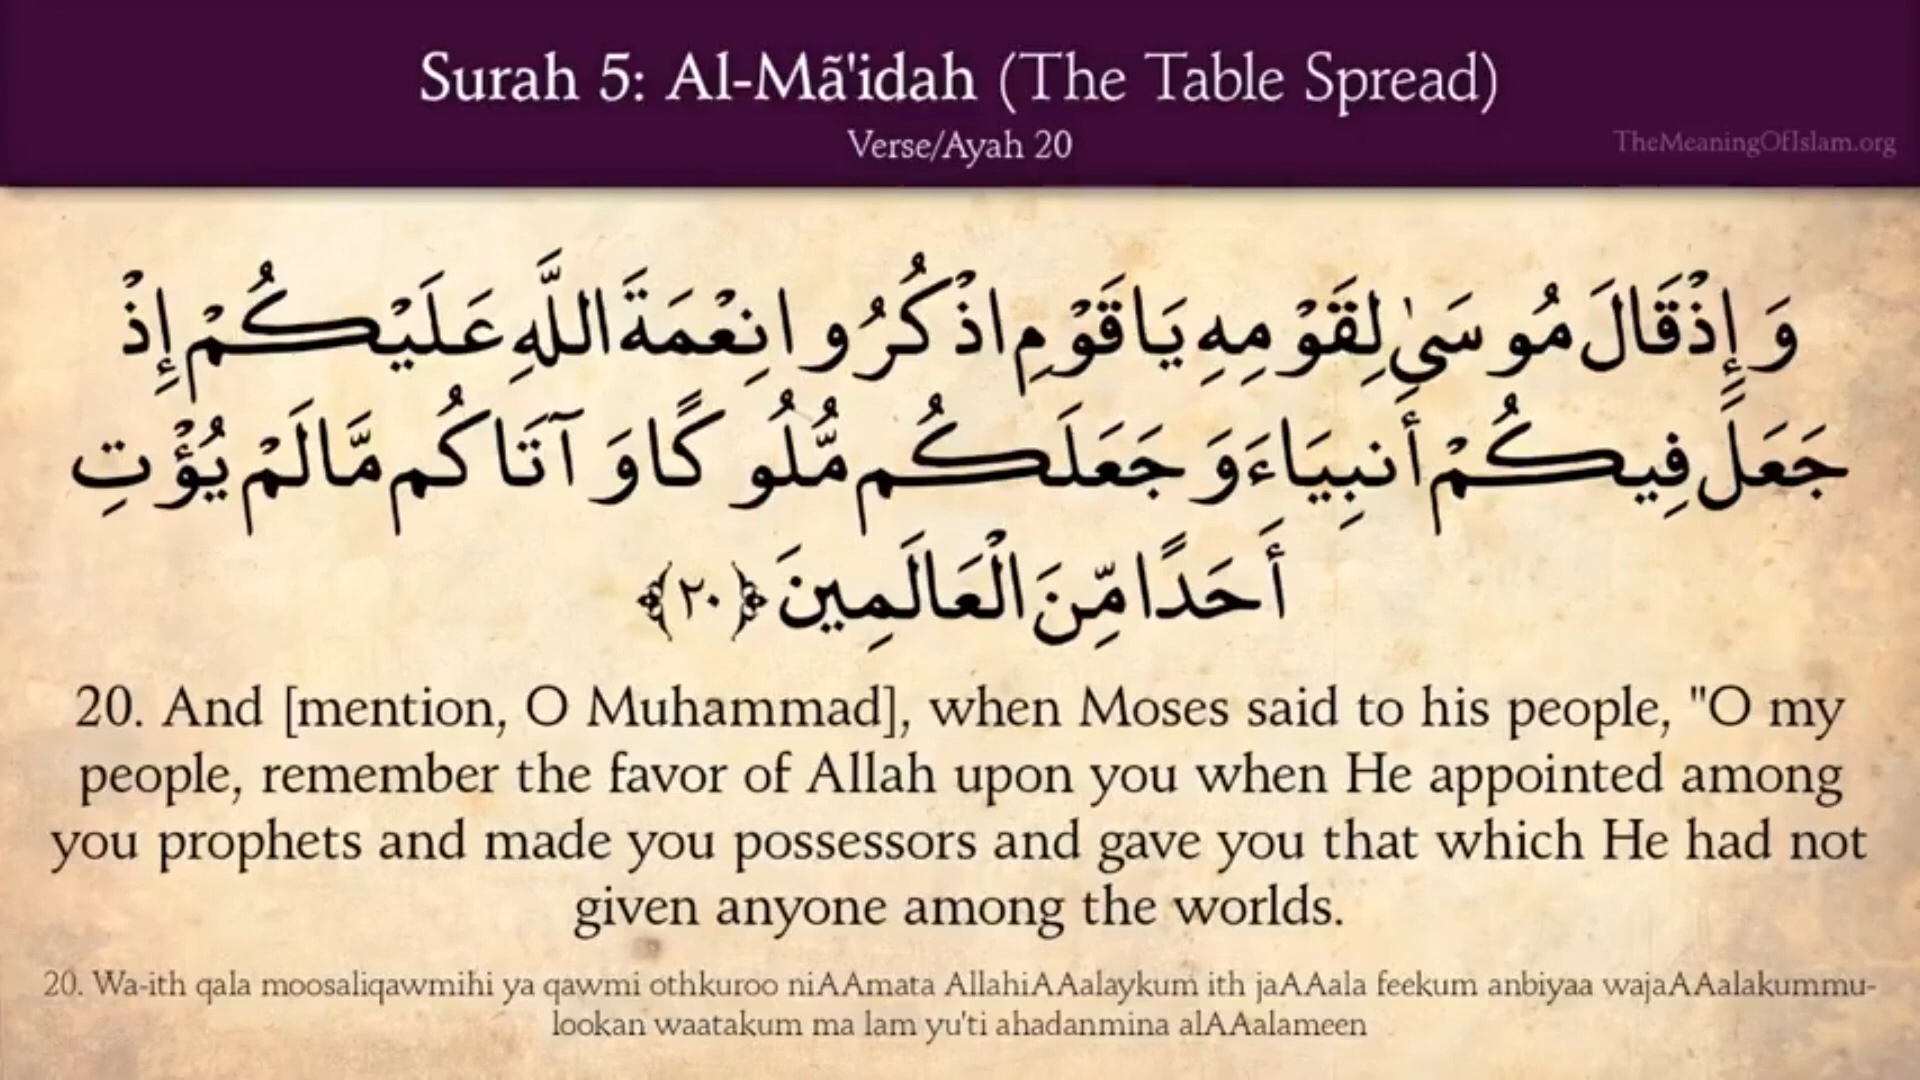 Surah 5: Al-Mã'idah (The Table Spread)
Verse/Ayah 20
TheMeaningOfIslam.org
وَإِذْ قَالَ مُوسَىٰ لِقَوْمِهِ يَا قَوْمِ اذْكُرُوا نِعْمَةَ اللَّهِ عَلَيْكُمْ إِذْ
جَعَلَ فِيكُمْ أَنبِيَاءَ وَجَعَلَكُم مُّلُوكًا وَآتَاكُم مَّا لَمْ يُؤْتِ
أَحَدًا مِّنَ الْعَالَمِينَ ﴿٢٠﴾
20. And [mention, O Muhammad], when Moses said to his people, "O my
people, remember the favor of Allah upon you when He appointed among
you prophets and made you possessors and gave you that which He had not
given anyone among the worlds.
20. Wa-ith qala moosaliqawmihi ya qawmi othkuroo niAAmata AllahiAAalaykum ith jaAAala feekum anbiyaa wajaAAalakummu-
lookan waatakum ma lam yu'ti ahadanmina alAAalameen